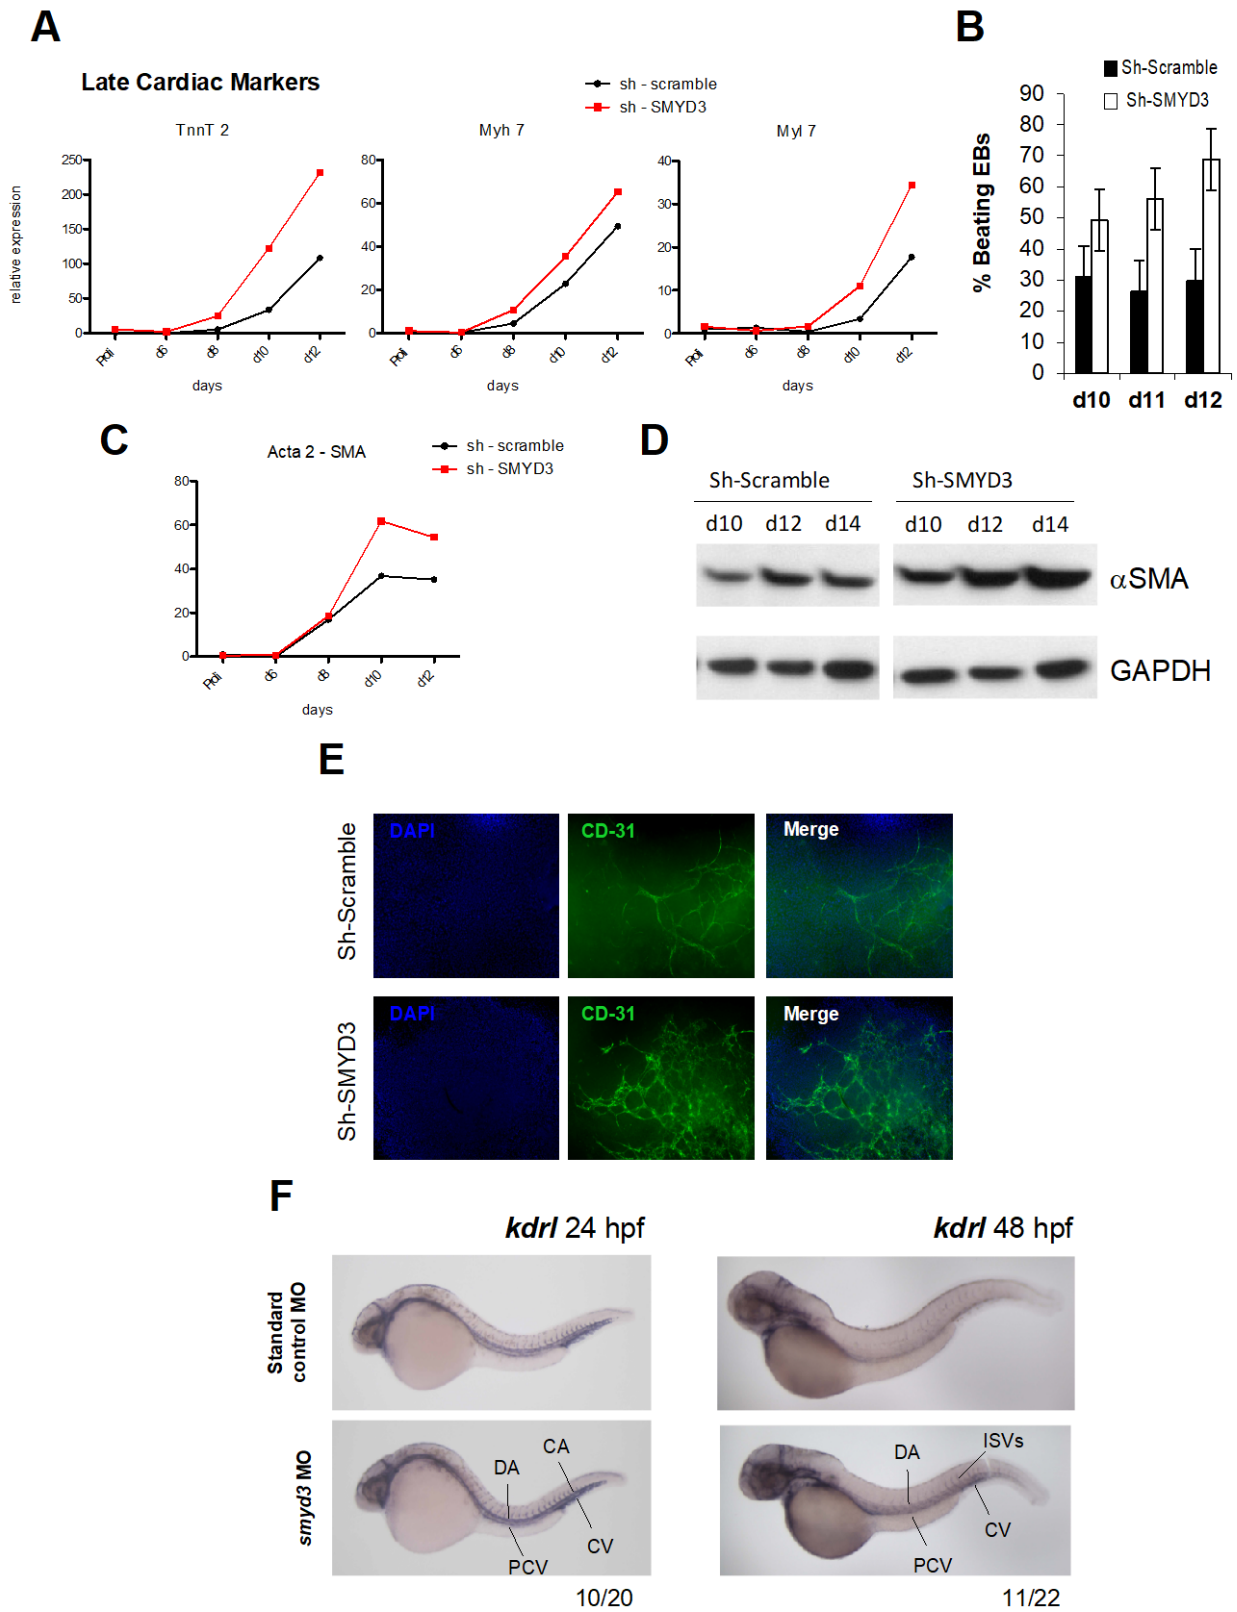 A
Late Cardiac Markers
sh - scramble
sh - SMYD3
TnnT 2
relative expression
250
200
150
100
50
0
Proli
d6
d8
d10
d12
days
Myh 7
80
60
40
20
0
Proli
d6
d8
d10
d12
days
Myl 7
40
30
20
10
0
Proli
d6
d8
d10
d12
days
B
Sh-Scramble
Sh-SMYD3
% Beating EBs
90
80
70
60
50
40
30
20
10
0
d10 d11 d12
C
Acta 2 - SMA
sh - scramble
sh - SMYD3
80
60
40
20
0
Proli
d6
d8
d10
d12
days
D
Sh-Scramble Sh-SMYD3
d10 d12 d14 d10 d12 d14
αSMA
GAPDH
E
Sh-Scramble
DAPI CD-31 Merge
Sh-SMYD3
DAPI CD-31 Merge
F
kdrl 24 hpf kdrl 48 hpf
Standard
control MO
smyd3 MO
CA
DA
CV
PCV
ISVs
DA
CV
PCV
10/20 11/22